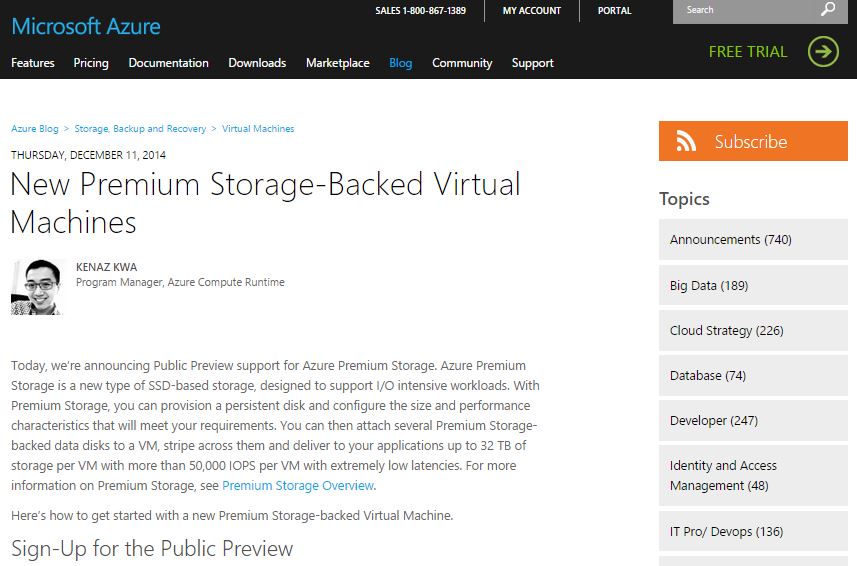 SALES 1-800-867-1389 MY ACCOUNT PORTAL Search
Microsoft Azure
FREE TRIAL
Features Pricing Documentation Downloads Marketplace Blog Community Support
Azure Blog > Storage, Backup and Recovery > Virtual Machines
THURSDAY, DECEMBER 11, 2014
New Premium Storage-Backed Virtual
Machines
KENAZ KWA
Program Manager, Azure Compute Runtime
Today, we're announcing Public Preview support for Azure Premium Storage. Azure Premium
Storage is a new type of SSD-based storage, designed to support I/O intensive workloads. With
Premium Storage, you can provision a persistent disk and configure the size and performance
characteristics that will meet your requirements. You can then attach several Premium Storage-
backed data disks to a VM, stripe across them and deliver to your applications up to 32 TB of
storage per VM with more than 50,000 IOPS per VM with extremely low latencies. For more
information on Premium Storage, see Premium Storage Overview.
Here's how to get started with a new Premium Storage-backed Virtual Machine.
Sign-Up for the Public Preview
Subscribe
Topics
Announcements (740)
Big Data (189)
Cloud Strategy (226)
Database (74)
Developer (247)
Identity and Access
Management (48)
IT Pro/ Devops (136)